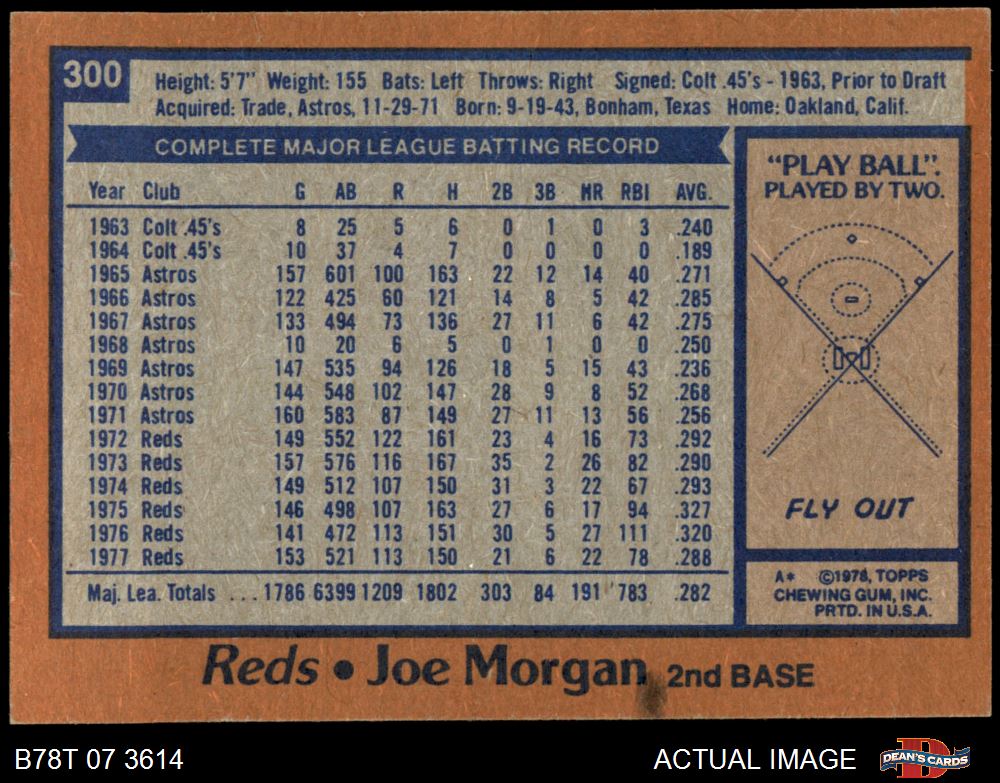 300
Height: 5'7" Weight: 155 Bats: Left Throws: Right Signed: Colt .45's - 1963, Prior to Draft
Acquired: Trade, Astros, 11-29-71 Born: 9-19-43, Bonham, Texas Home: Oakland, Calif.
COMPLETE MAJOR LEAGUE BATTING RECORD
Year Club G AB R H 2B 3B HR RBI AVG.
1963 Colt .45's 8 25 5 6 0 1 0 3 .240
1964 Colt .45's 10 37 4 7 0 0 0 0 .189
1965 Astros 157 601 100 163 22 12 14 40 .271
1966 Astros 122 425 60 121 14 8 5 42 .285
1967 Astros 133 494 73 136 27 11 6 42 .275
1968 Astros 10 20 6 5 0 1 0 0 .250
1969 Astros 147 535 94 126 18 5 15 43 .236
1970 Astros 144 548 102 147 28 9 8 52 .268
1971 Astros 160 583 87 149 27 11 13 56 .256
1972 Reds 149 552 122 161 23 4 16 73 .292
1973 Reds 157 576 116 167 35 2 26 82 .290
1974 Reds 149 512 107 150 31 3 22 67 .293
1975 Reds 146 498 107 163 27 6 17 94 .327
1976 Reds 141 472 113 151 30 5 27 111 .320
1977 Reds 153 521 113 150 21 6 22 78 .288
Maj. Lea. Totals ... 1786 6399 1209 1802 303 84 191 783 .282
"PLAY BALL".
PLAYED BY TWO.
FLY OUT
A* ©1978, TOPPS
CHEWING GUM, INC.
PRTD. IN U.S.A.
Reds • Joe Morgan 2nd BASE
B78T 07 3614
ACTUAL IMAGE
D
DEAN'S CARDS